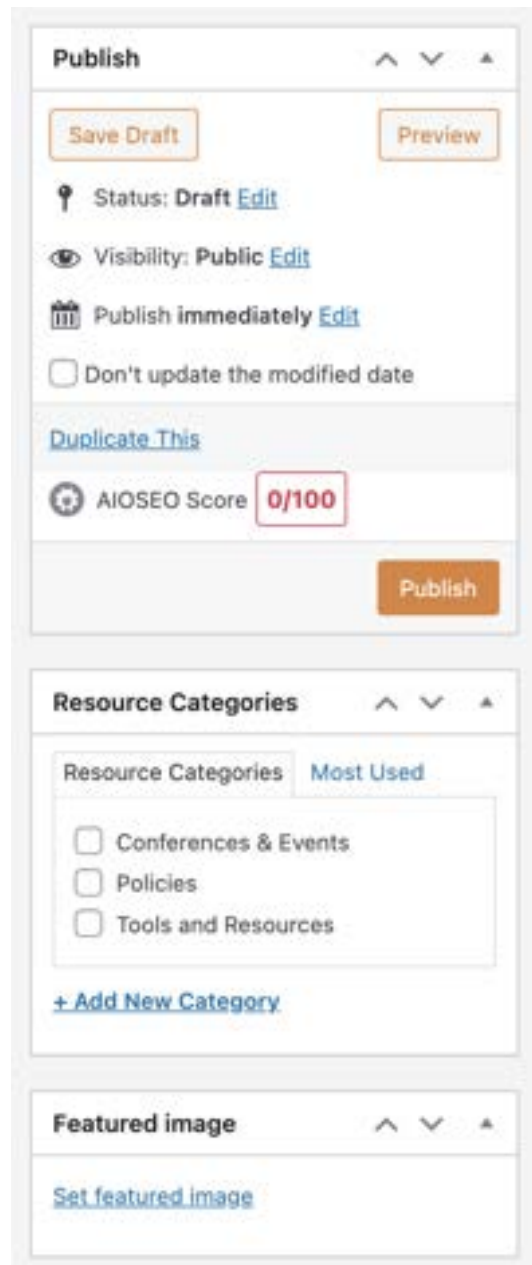 Publish
Save Draft Preview
Status: Draft Edit
Visibility: Public Edit
Publish immediately Edit
Don't update the modified date
Duplicate This
AIOSEO Score 0/100
Publish
Resource Categories
Resource Categories Most Used
Conferences & Events
Policies
Tools and Resources
+ Add New Category
Featured image
Set featured image